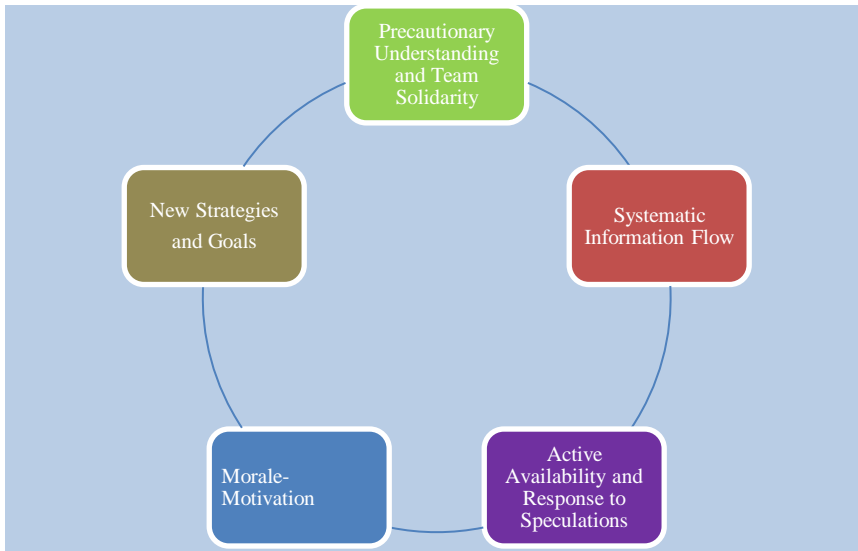 Precautionary
Understanding
and Team
Solidarity
Systematic
Information Flow
Active
Availability and
Response to
Speculations
Morale-
Motivation
New Strategies
and Goals